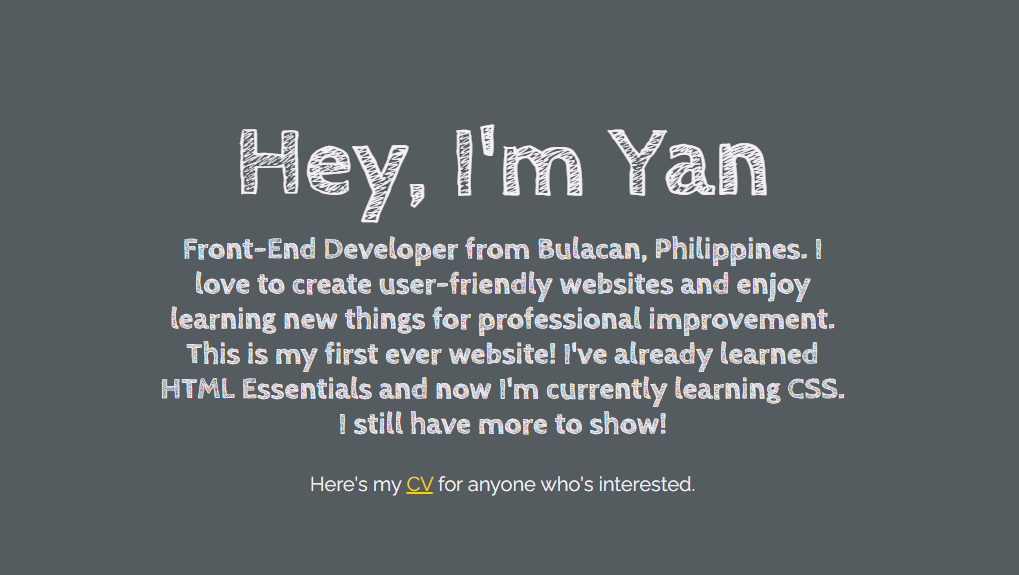 Hey, I'm Yan
Front-End Developer from Bulacan, Philippines. I
love to create user-friendly websites and enjoy
learning new things for professional improvement.
This is my first ever website! I've already learned
HTML Essentials and now I'm currently learning CSS.
I still have more to show!
Here's my CV for anyone who's interested.